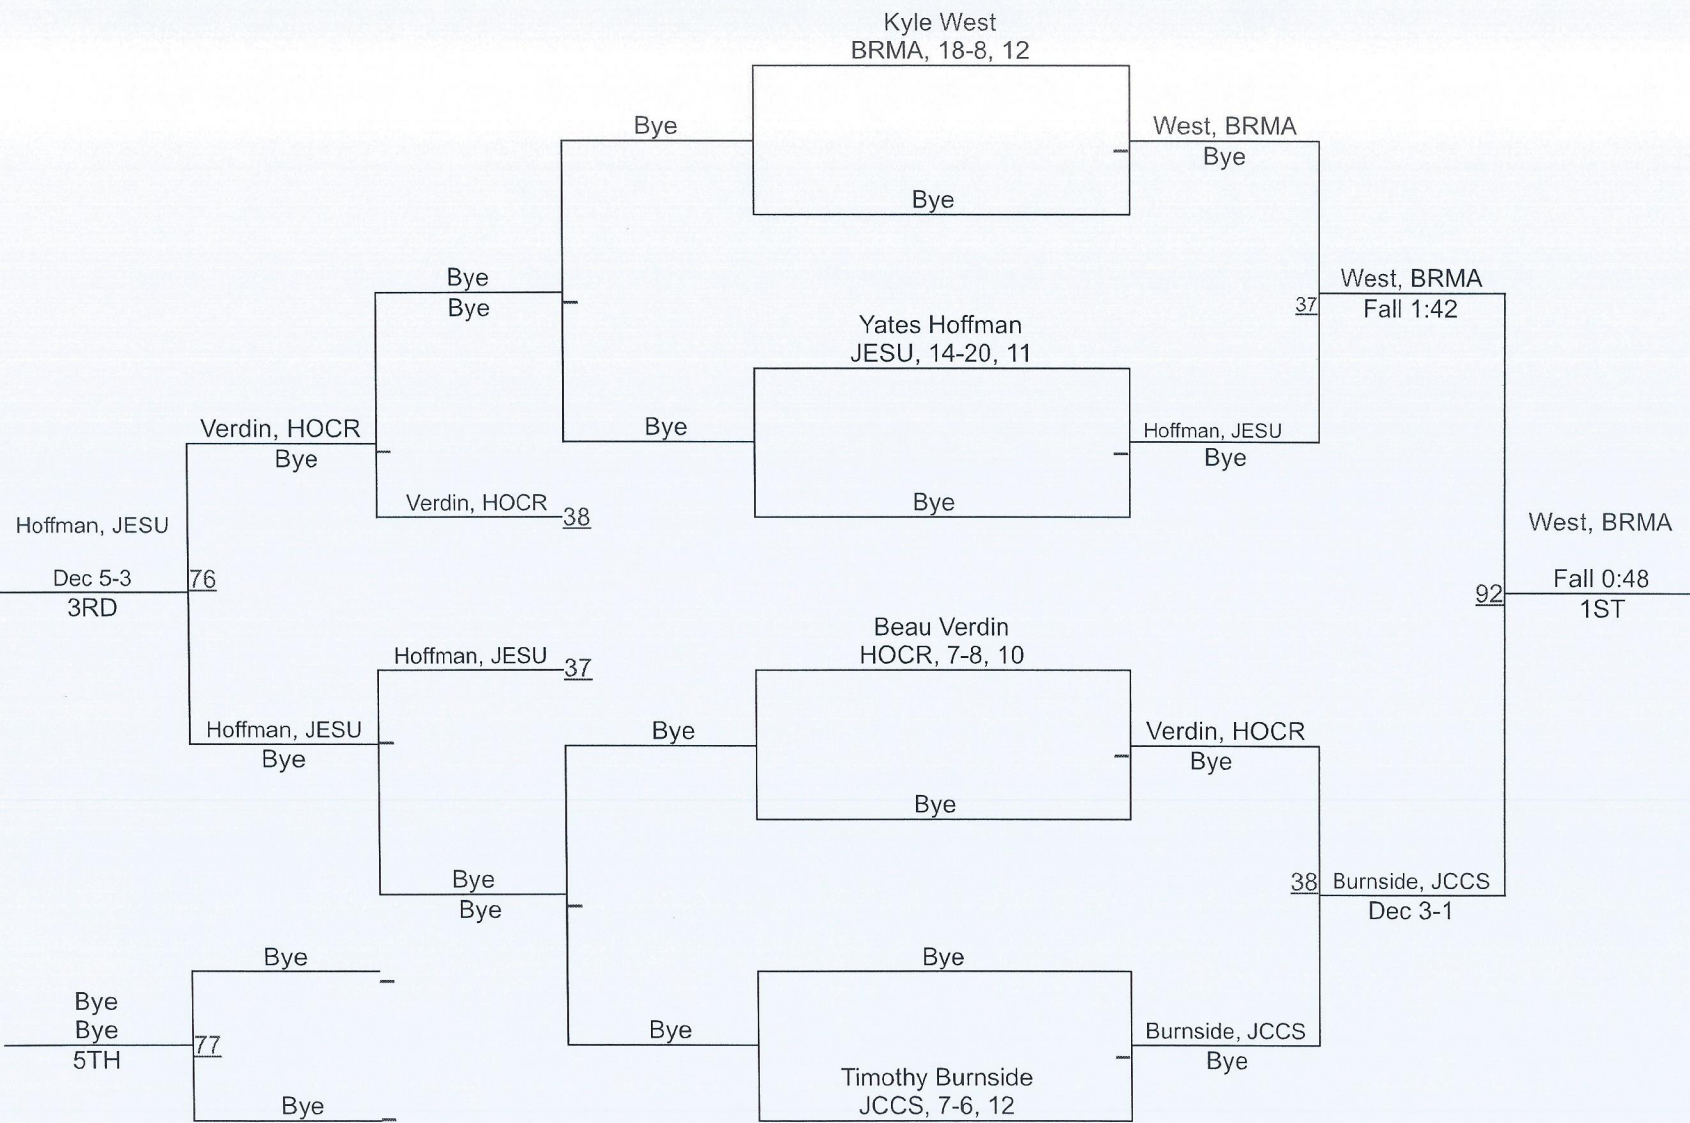 Kyle West
BRMA, 18-8, 12
Bye
West, BRMA
Bye
Bye
Bye
Bye
West, BRMA
37
Fall 1:42
Yates Hoffman
JESU, 14-20, 11
Verdin, HOCR
Bye
Bye
Hoffman, JESU
Bye
Verdin, HOCR
38
Bye
Hoffman, JESU
West, BRMA
Dec 5-3
76
3RD
Fall 0:48
92
1ST
Beau Verdin
HOCR, 7-8, 10
Hoffman, JESU
37
Hoffman, JESU
Bye
Bye
Verdin, HOCR
Bye
Bye
Bye
Bye
38
Burnside, JCCS
Dec 3-1
Bye
Bye
Bye
Bye
5TH
77
Bye
Burnside, JCCS
Bye
Bye
Timothy Burnside
JCCS, 7-6, 12